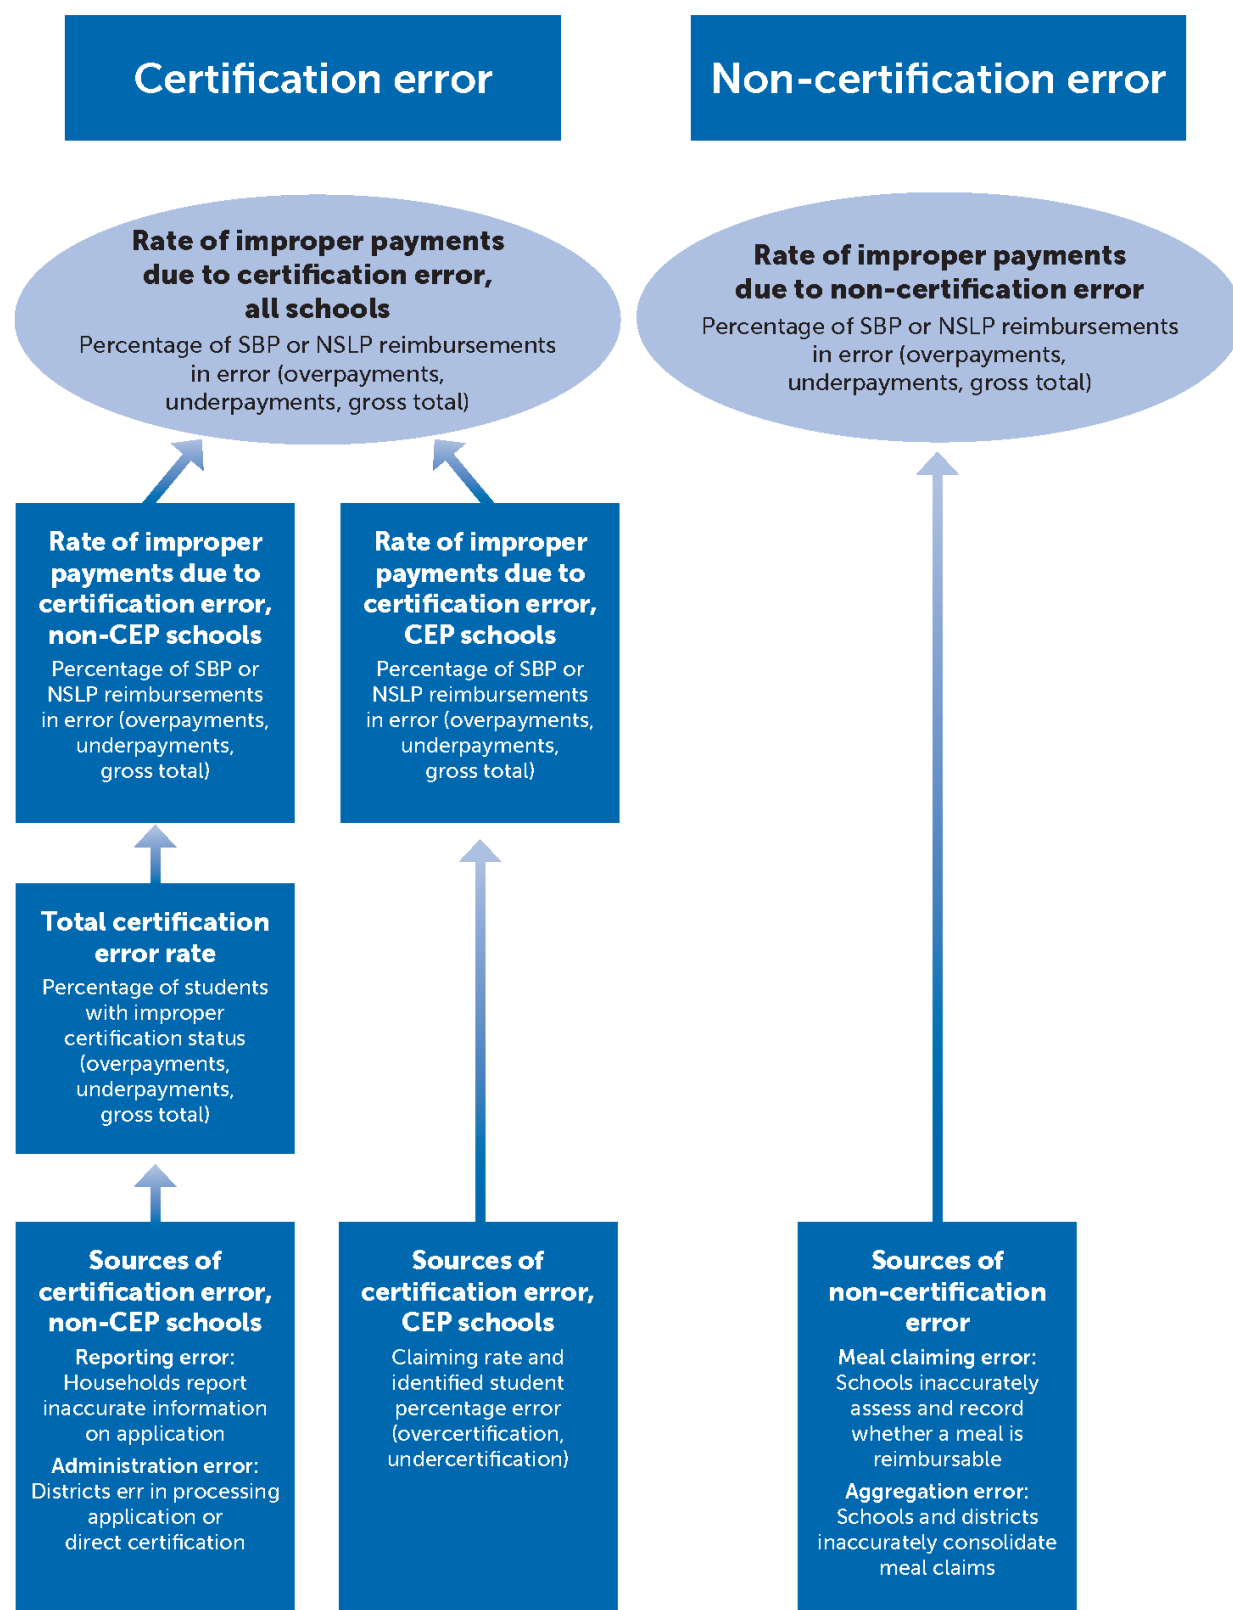 Certification error
Non-certification error
Rate of improper payments
due to certification error,
all schools
Percentage of SBP or NSLP reimbursements
in error (overpayments,
underpayments, gross total)
Rate of improper payments
due to non-certification error
Percentage of SBP or NSLP reimbursements
in error (overpayments,
underpayments, gross total)
Rate of improper
payments due to
certification error,
non-CEP schools
Percentage of SBP or
NSLP reimbursements
in error (overpayments,
underpayments,
gross total)
Rate of improper
payments due to
certification error,
CEP schools
Percentage of SBP or
NSLP reimbursements
in error (overpayments,
underpayments,
gross total)
Total certification
error rate
Percentage of students
with improper
certification status
(overpayments,
underpayments,
gross total)
Sources of
certification error,
non-CEP schools
Reporting error:
Households report
inaccurate information
on application
Administration error:
Districts err in processing
application or
direct certification
Sources of
certification error,
CEP schools
Claiming rate and
identified student
percentage error
(overcertification,
undercertification)
Sources of
non-certification
error
Meal claiming error:
Schools inaccurately
assess and record
whether a meal is
reimbursable
Aggregation error:
Schools and districts
inaccurately consolidate
meal claims